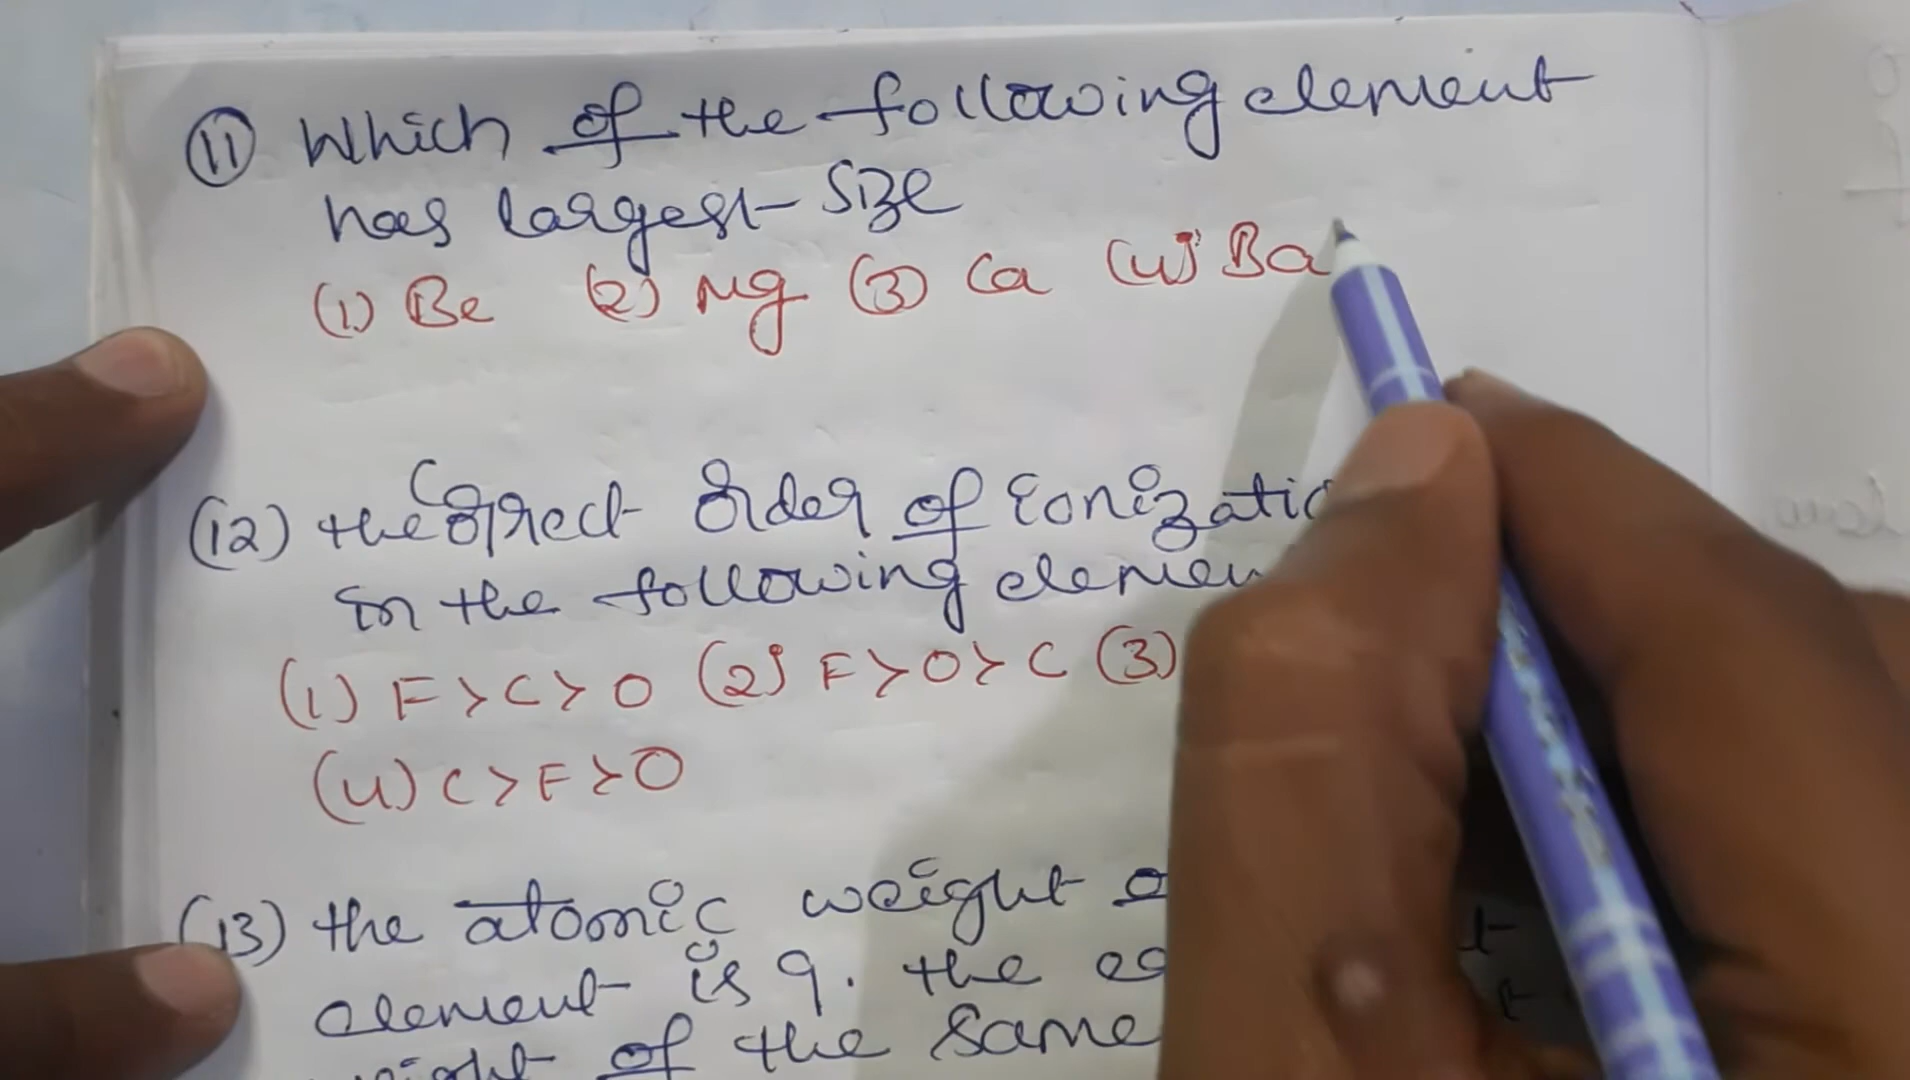 (11) Which of the following element
has largest size
(1) Be (2) Mg (3) Ca (4) Ba
(12) the Correct Order of ionizatio
in the following elemen
(1) F > C > O (2) F > O > C (3)
(4) C > F > O
(13) the atomic weight o
element is 9. the eq
of the same